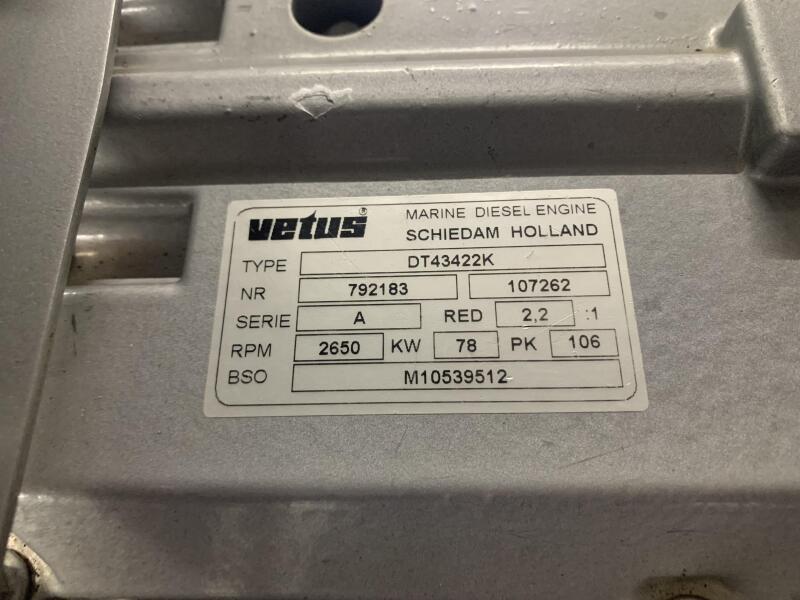 vetus® MARINE DIESEL ENGINE
SCHIEDAM HOLLAND
TYPE DT43422K
NR 792183 107262
SERIE A RED 2,2 :1
RPM 2650 KW 78 PK 106
BSO M10539512